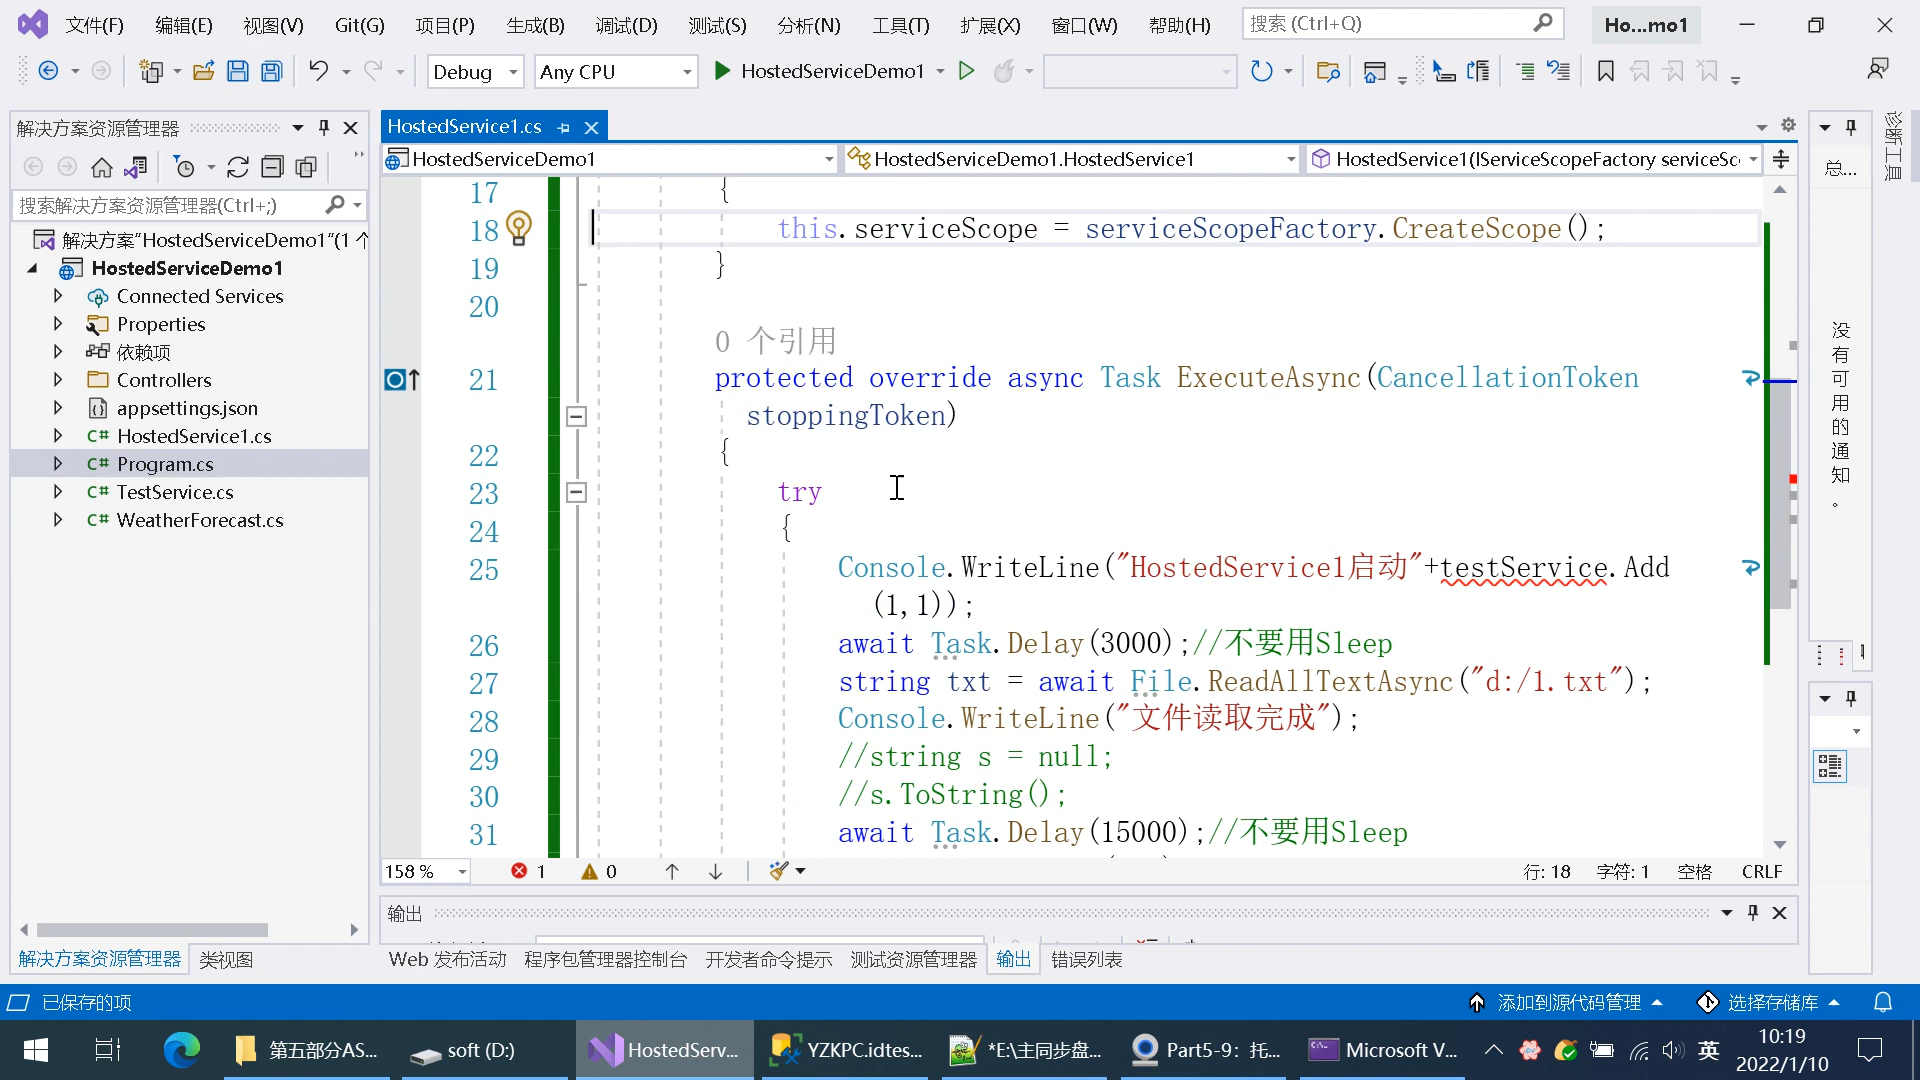 文件(F) 编辑(E) 视图(V) Git(G) 项目(P) 生成(B) 调试(D) 测试(S) 分析(N) 工具(T) 扩展(X) 窗口(W) 帮助(H) 搜索 (Ctrl+Q) Ho...mo1
Debug Any CPU HostedServiceDemo1
解决方案资源管理器
搜索解决方案资源管理器(Ctrl+;)
解决方案"HostedServiceDemo1"(1 个
HostedServiceDemo1
Connected Services
Properties
依赖项
Controllers
appsettings.json
C# HostedService1.cs
C# Program.cs
C# TestService.cs
C# WeatherForecast.cs
解决方案资源管理器 类视图
HostedService1.cs
HostedServiceDemo1 HostedServiceDemo1.HostedService1 HostedService1(IServiceScopeFactory serviceSc
17 {
18 this.serviceScope = serviceScopeFactory.CreateScope();
19 }
20
0 个引用
21 protected override async Task ExecuteAsync(CancellationToken
stoppingToken)
22 {
23 try
24 {
25 Console.WriteLine("HostedService1启动"+testService.Add
(1,1));
26 await Task.Delay(3000);//不要用Sleep
27 string txt = await File.ReadAllTextAsync("d:/1.txt");
28 Console.WriteLine("文件读取完成");
29 //string s = null;
30 //s.ToString();
31 await Task.Delay(15000);//不要用Sleep
158 % 1 0 行: 18 字符: 1 空格 CRLF
输出
Web 发布活动 程序包管理器控制台 开发者命令提示 测试资源管理器 输出 错误列表
总...
没有可用的通知。
诊断工具
已保存的项 添加到源代码管理 选择存储库
第五部分AS... soft (D:) HostedServ... YZKPC.idtes... *E:\主同步盘... Part5-9：托... Microsoft V... 英
10:19
2022/1/10